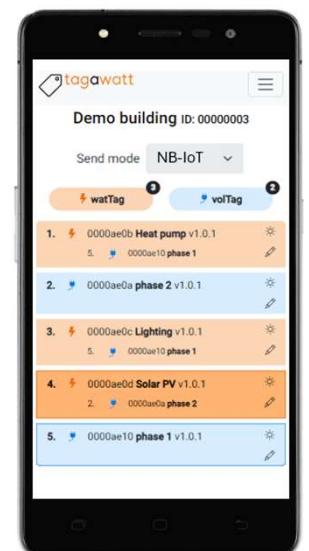 tagawatt
Demo building ID: 00000003
Send mode NB-IoT
watTag 3 volTag 2
1. 0000ae0b Heat pump v1.0.1
5. 0000ae10 phase 1
2. 0000ae0a phase 2 v1.0.1
3. 0000ae0c Lighting v1.0.1
5. 0000ae10 phase 1
4. 0000ae0d Solar PV v1.0.1
2. 0000ae0a phase 2
5. 0000ae10 phase 1 v1.0.1